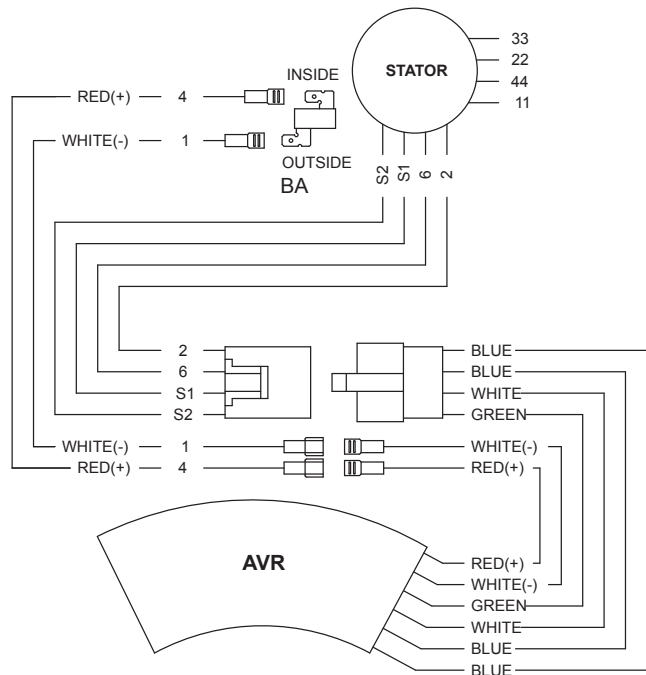 33
22
STATOR
44
11
INSIDE
RED(+) 4
WHITE(-) 1
OUTSIDE
BA
S2
S1
6
2
2
6
S1
S2
BLUE
BLUE
WHITE
GREEN
WHITE(-) 1
WHITE(-)
RED(+) 4
RED(+)
AVR
RED(+)
WHITE(-)
GREEN
WHITE
BLUE
BLUE